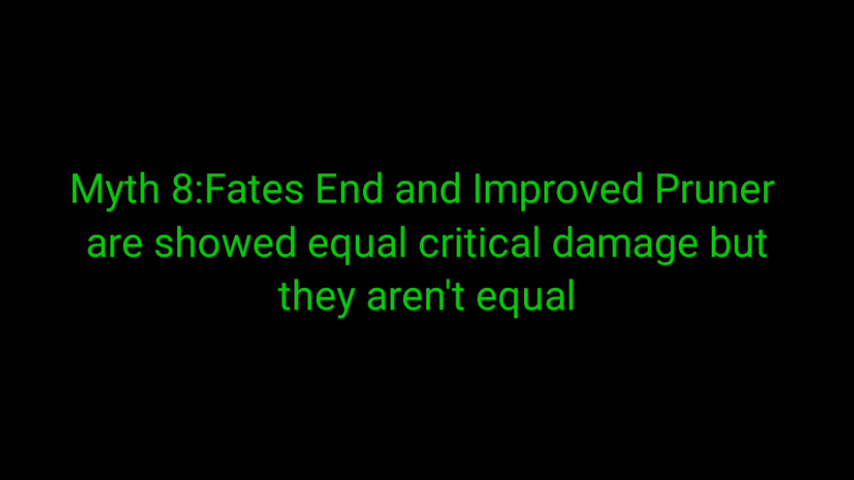 Myth 8:Fates End and Improved Pruner
are showed equal critical damage but
they aren't equal